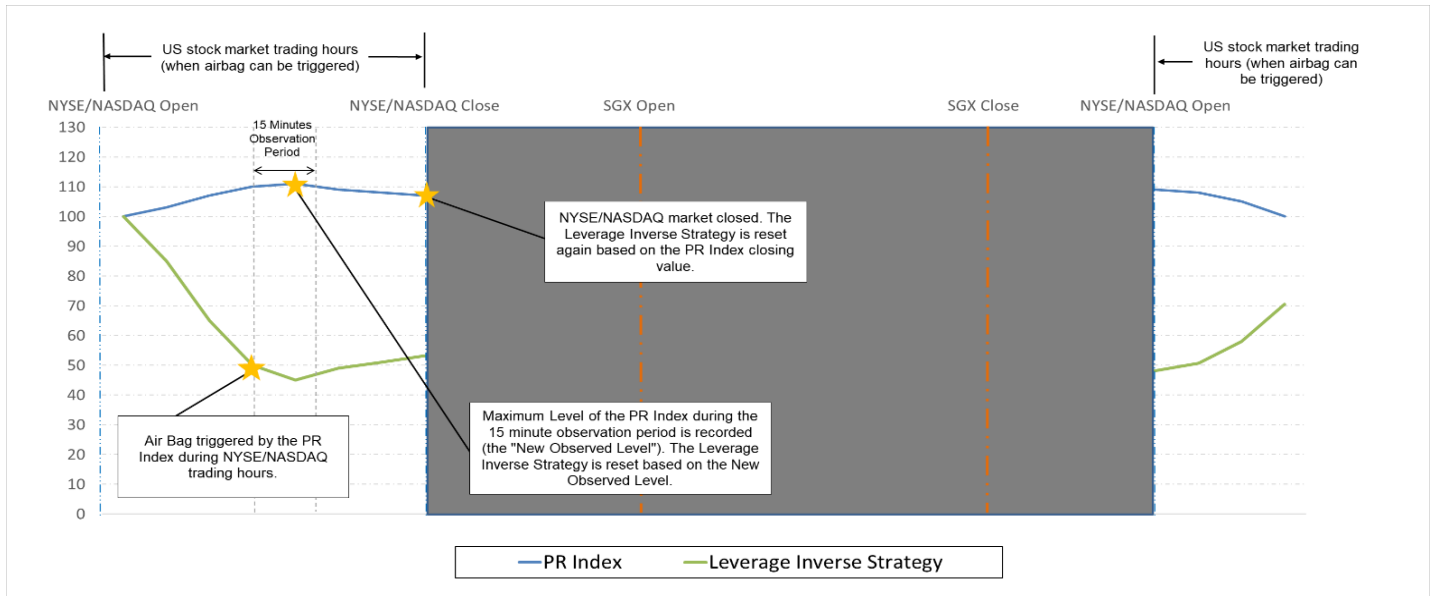 US stock market trading hours
(when airbag can be triggered)
US stock market trading
hours (when airbag can
be triggered)
NYSE/NASDAQ Open
NYSE/NASDAQ Close
SGX Open
SGX Close
NYSE/NASDAQ Open
15 Minutes
Observation
Period
130
120
110
100
90
80
70
60
50
40
30
20
10
0
NYSE/NASDAQ market closed. The
Leverage Inverse Strategy is reset
again based on the PR Index closing
value.
Air Bag triggered by the PR
Index during NYSE/NASDAQ
trading hours.
Maximum Level of the PR Index during the
15 minute observation period is recorded
(the "New Observed Level"). The Leverage
Inverse Strategy is reset based on the New
Observed Level.
PR Index
Leverage Inverse Strategy